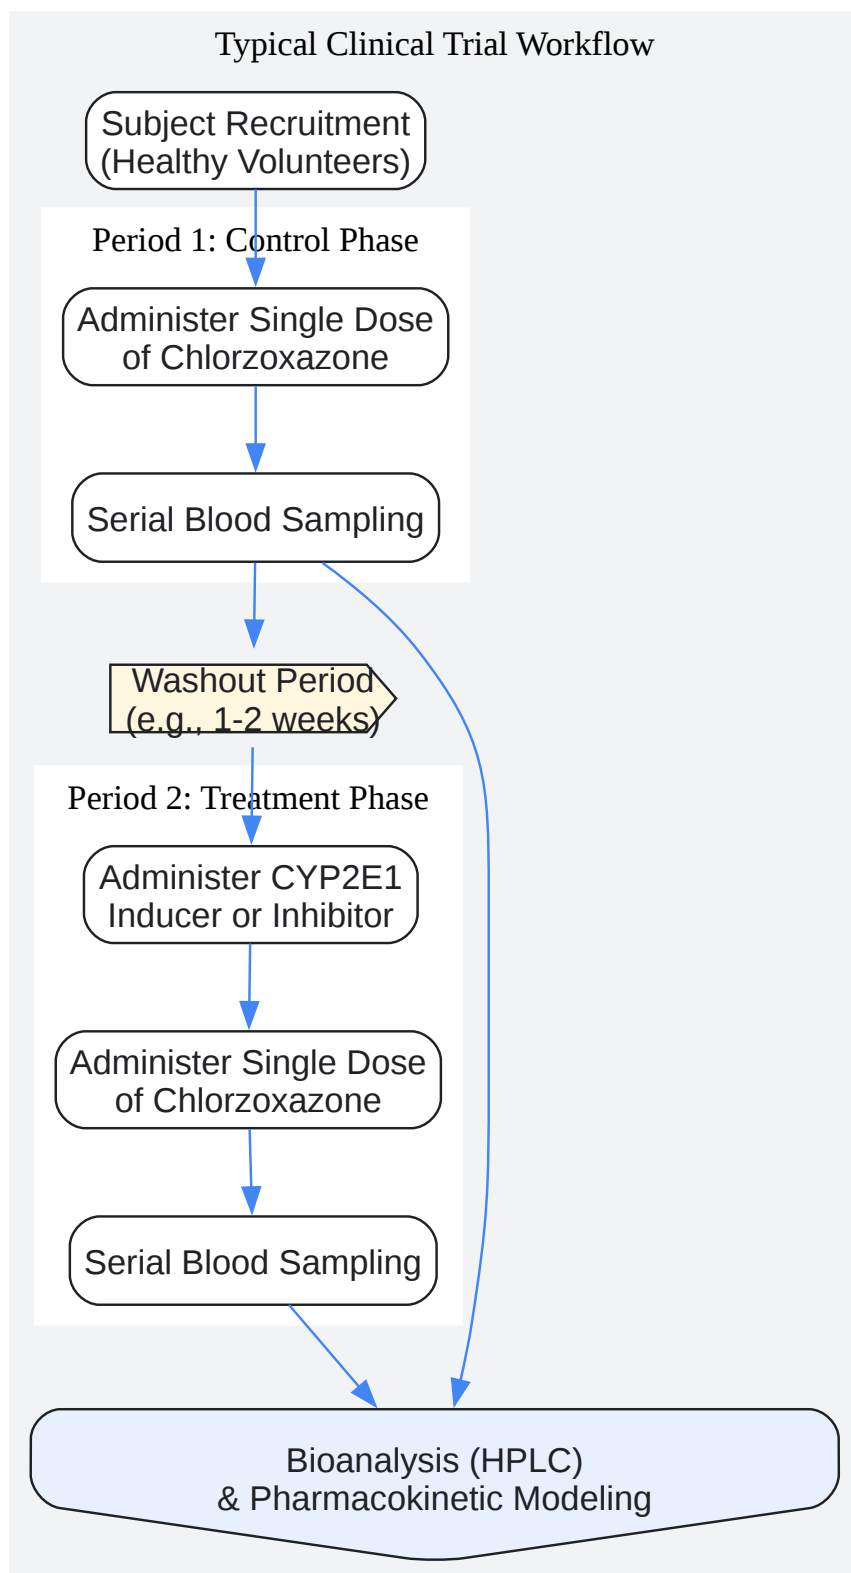 Typical Clinical Trial Workflow
Subject Recruitment
(Healthy Volunteers)
Period 1: Control Phase
Administer Single Dose
of Chlorzoxazone
Serial Blood Sampling
Washout Period
(e.g., 1-2 weeks)
Period 2: Treatment Phase
Administer CYP2E1
Inducer or Inhibitor
Administer Single Dose
of Chlorzoxazone
Serial Blood Sampling
Bioanalysis (HPLC)
& Pharmacokinetic Modeling